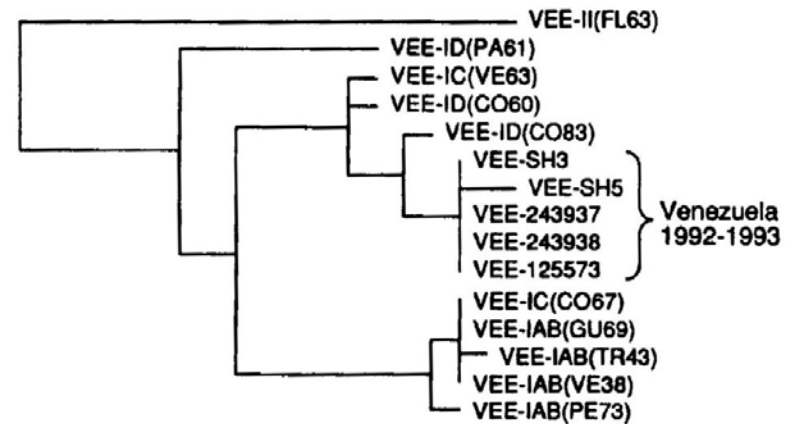 VEE-II(FL63)
VEE-ID(PA61)
VEE-IC(VE63)
VEE-ID(CO60)
VEE-ID(CO83)
VEE-SH3
VEE-SH5
VEE-243937
VEE-243938
VEE-125573
Venezuela
1992-1993
VEE-IC(CO67)
VEE-IAB(GU69)
VEE-IAB(TR43)
VEE-IAB(VE38)
VEE-IAB(PE73)